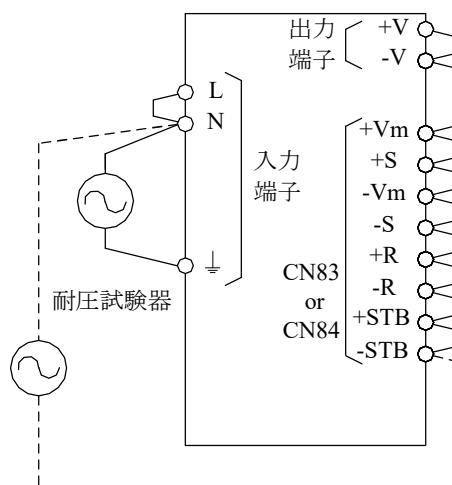 出力
端子
+V
-V
L
N
入力
端子
+Vm
+S
-Vm
-S
+R
-R
+STB
-STB
CN83
or
CN84
耐圧試験器